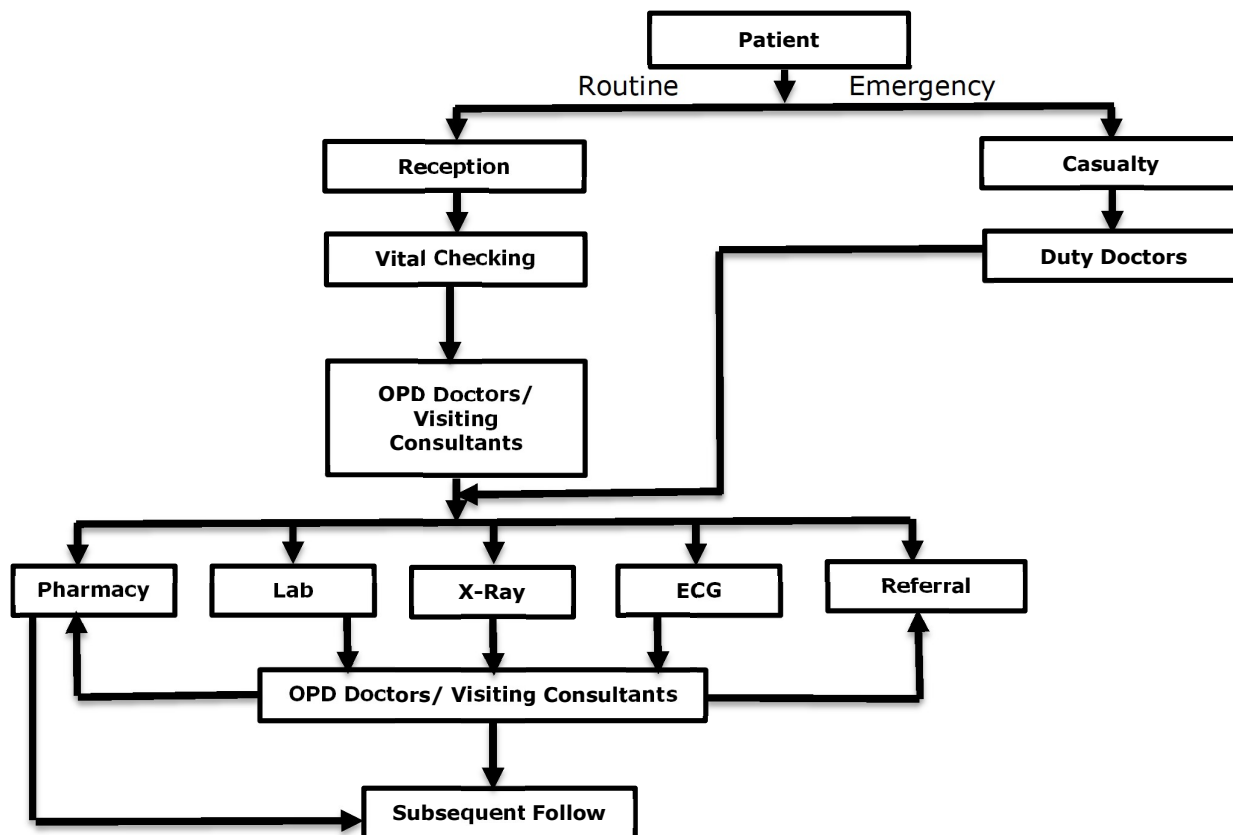 Patient
Routine
Emergency
Reception
Casualty
Vital Checking
Duty Doctors
OPD Doctors/
Visiting
Consultants
Pharmacy
Lab
X-Ray
ECG
Referral
OPD Doctors/ Visiting Consultants
Subsequent Follow